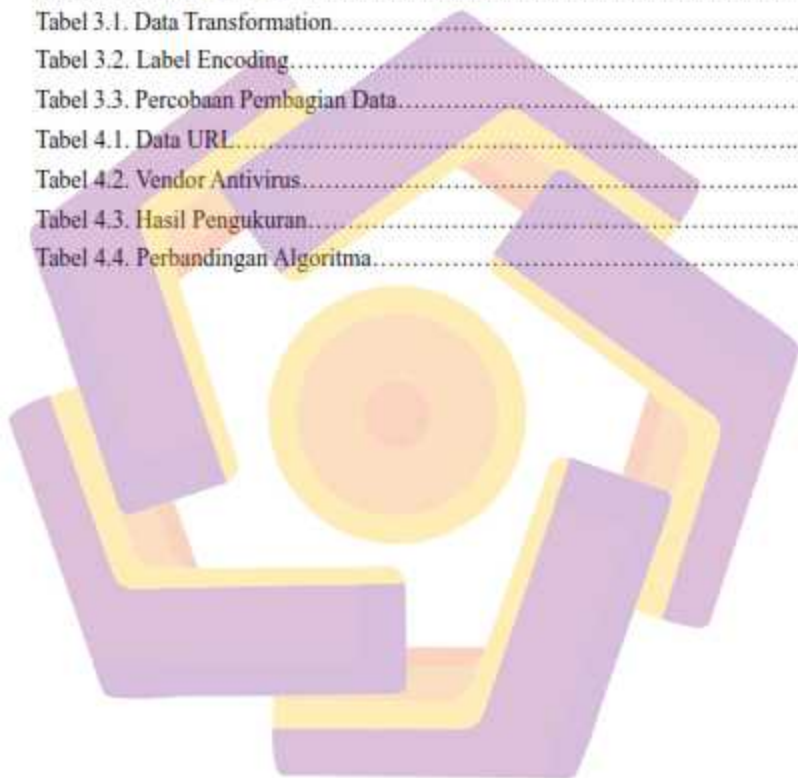 Tabel 3.1. Data Transformation……………………………………………………
Tabel 3.2. Label Encoding…………………………………………………………
Tabel 3.3. Percobaan Pembagian Data……………………………………………
Tabel 4.1. Data URL………………………………………………………………
Tabel 4.2. Vendor Antivirus………………………………………………………
Tabel 4.3. Hasil Pengukuran………………………………………………………
Tabel 4.4. Perbandingan Algoritma………………………………………………